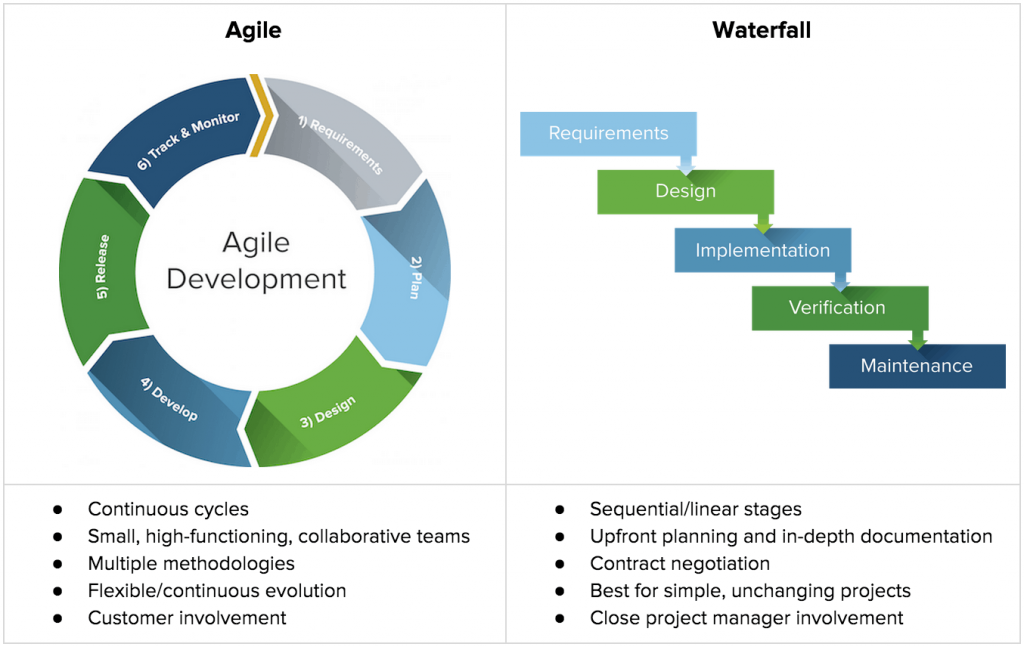 Agile
1) Requirements
2) Plan
3) Design
4) Develop
5) Release
6) Track & Monitor
Agile
Development
● Continuous cycles
● Small, high-functioning, collaborative teams
● Multiple methodologies
● Flexible/continuous evolution
● Customer involvement
Waterfall
Requirements
Design
Implementation
Verification
Maintenance
● Sequential/linear stages
● Upfront planning and in-depth documentation
● Contract negotiation
● Best for simple, unchanging projects
● Close project manager involvement